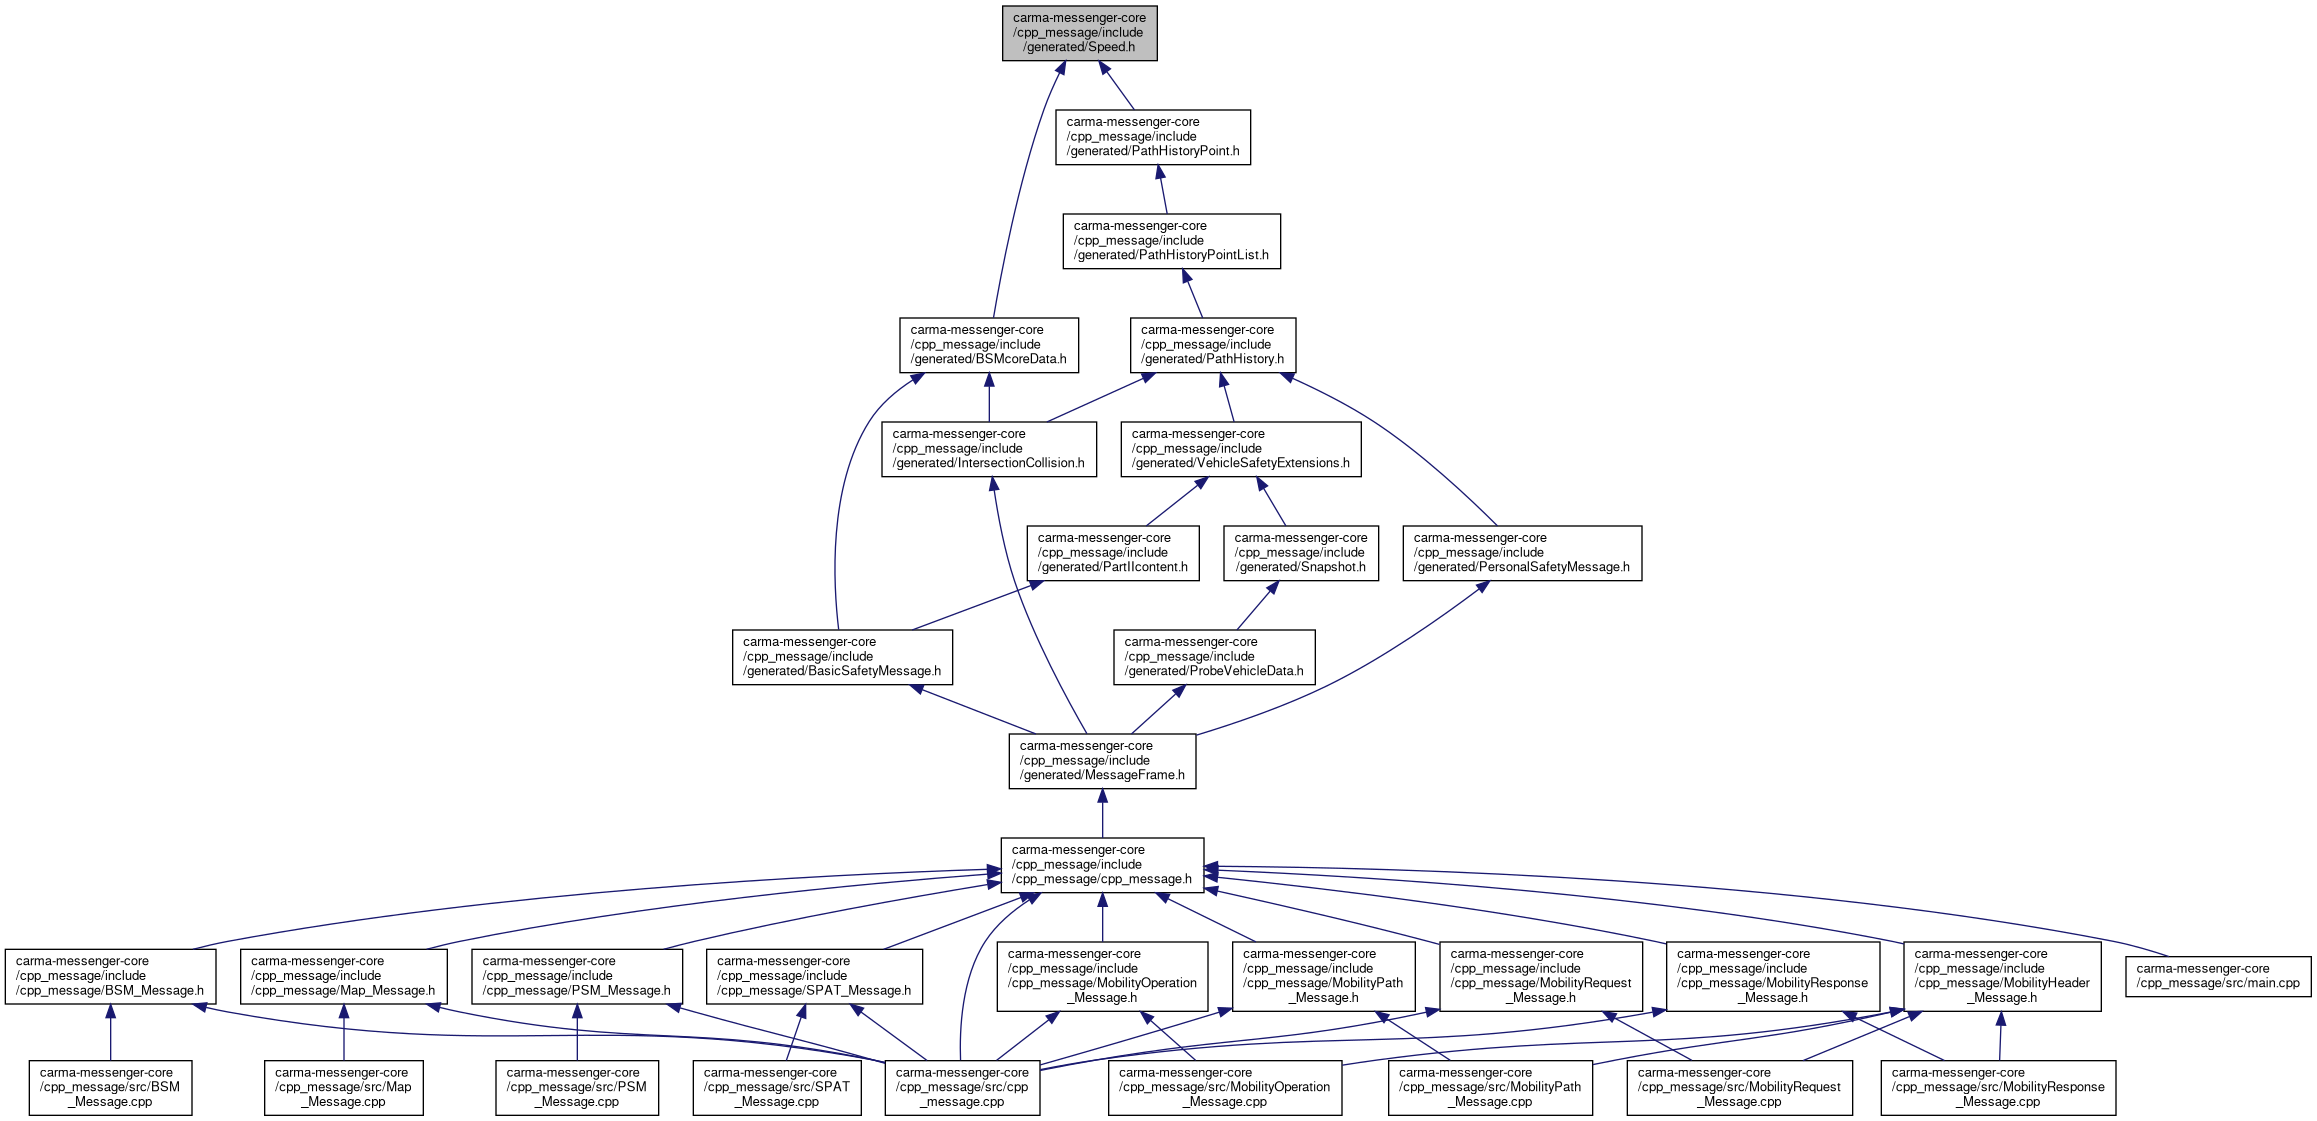 carma-messenger-core
/cpp_message/include
/generated/Speed.h
carma-messenger-core
/cpp_message/include
/generated/PathHistoryPoint.h
carma-messenger-core
/cpp_message/include
/generated/PathHistoryPointList.h
carma-messenger-core
/cpp_message/include
/generated/BSMcoreData.h
carma-messenger-core
/cpp_message/include
/generated/PathHistory.h
carma-messenger-core
/cpp_message/include
/generated/IntersectionCollision.h
carma-messenger-core
/cpp_message/include
/generated/VehicleSafetyExtensions.h
carma-messenger-core
/cpp_message/include
/generated/PartIIcontent.h
carma-messenger-core
/cpp_message/include
/generated/Snapshot.h
carma-messenger-core
/cpp_message/include
/generated/PersonalSafetyMessage.h
carma-messenger-core
/cpp_message/include
/generated/BasicSafetyMessage.h
carma-messenger-core
/cpp_message/include
/generated/ProbeVehicleData.h
carma-messenger-core
/cpp_message/include
/generated/MessageFrame.h
carma-messenger-core
/cpp_message/include
/cpp_message/cpp_message.h
carma-messenger-core
/cpp_message/include
/cpp_message/BSM_Message.h
carma-messenger-core
/cpp_message/include
/cpp_message/Map_Message.h
carma-messenger-core
/cpp_message/include
/cpp_message/PSM_Message.h
carma-messenger-core
/cpp_message/include
/cpp_message/SPAT_Message.h
carma-messenger-core
/cpp_message/include
/cpp_message/MobilityOperation
_Message.h
carma-messenger-core
/cpp_message/include
/cpp_message/MobilityPath
_Message.h
carma-messenger-core
/cpp_message/include
/cpp_message/MobilityRequest
_Message.h
carma-messenger-core
/cpp_message/include
/cpp_message/MobilityResponse
_Message.h
carma-messenger-core
/cpp_message/include
/cpp_message/MobilityHeader
_Message.h
carma-messenger-core
/cpp_message/src/main.cpp
carma-messenger-core
/cpp_message/src/BSM
_Message.cpp
carma-messenger-core
/cpp_message/src/Map
_Message.cpp
carma-messenger-core
/cpp_message/src/PSM
_Message.cpp
carma-messenger-core
/cpp_message/src/SPAT
_Message.cpp
carma-messenger-core
/cpp_message/src/cpp
_message.cpp
carma-messenger-core
/cpp_message/src/MobilityOperation
_Message.cpp
carma-messenger-core
/cpp_message/src/MobilityPath
_Message.cpp
carma-messenger-core
/cpp_message/src/MobilityRequest
_Message.cpp
carma-messenger-core
/cpp_message/src/MobilityResponse
_Message.cpp